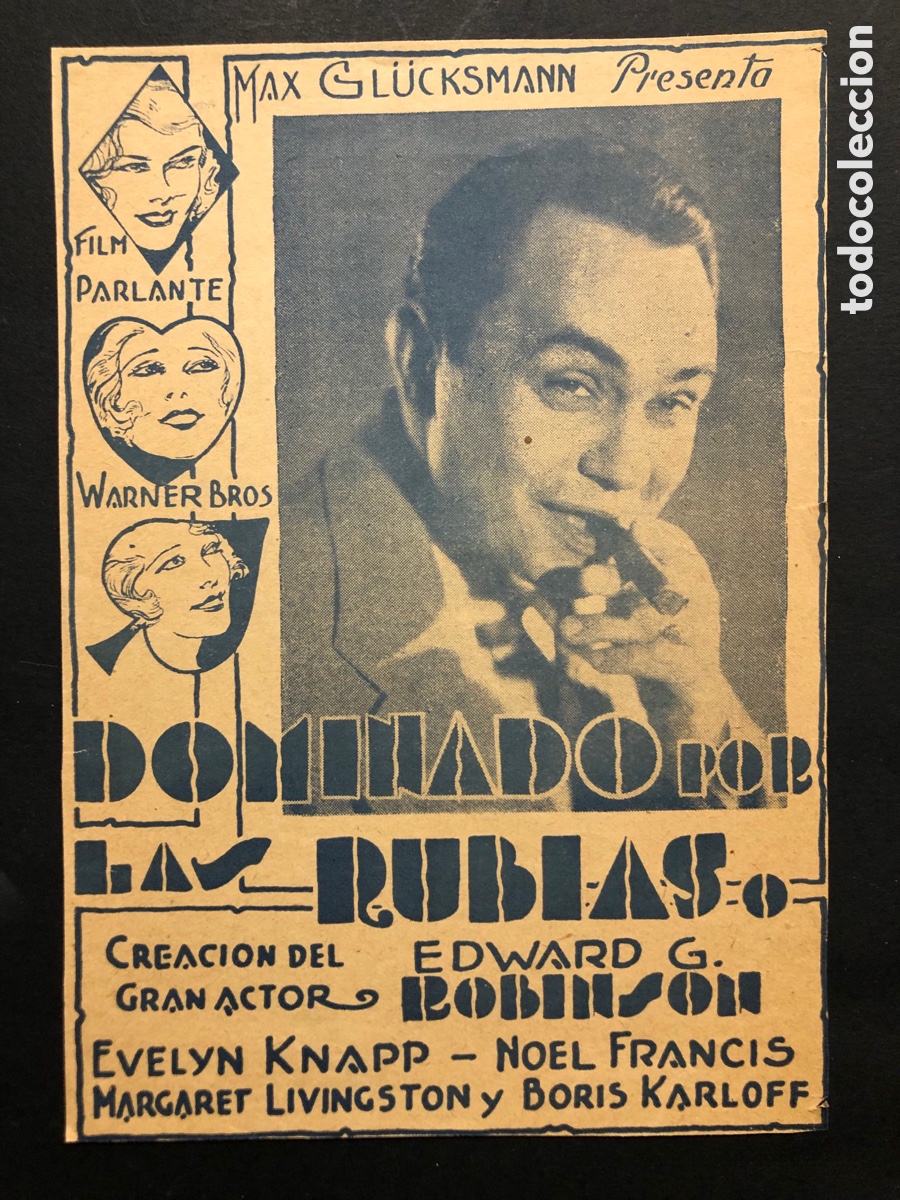 MAX GLÜCKSMANN Presenta
FILM
PARLANTE
WARNER BROS
DOMINADO POR
LAS RUBIAS
CREACION DEL
GRAN ACTOR
EDWARD G.
ROBINSON
EVELYN KNAPP – NOEL FRANCIS
MARGARET LIVINGSTON y BORIS KARLOFF
todocoleccion